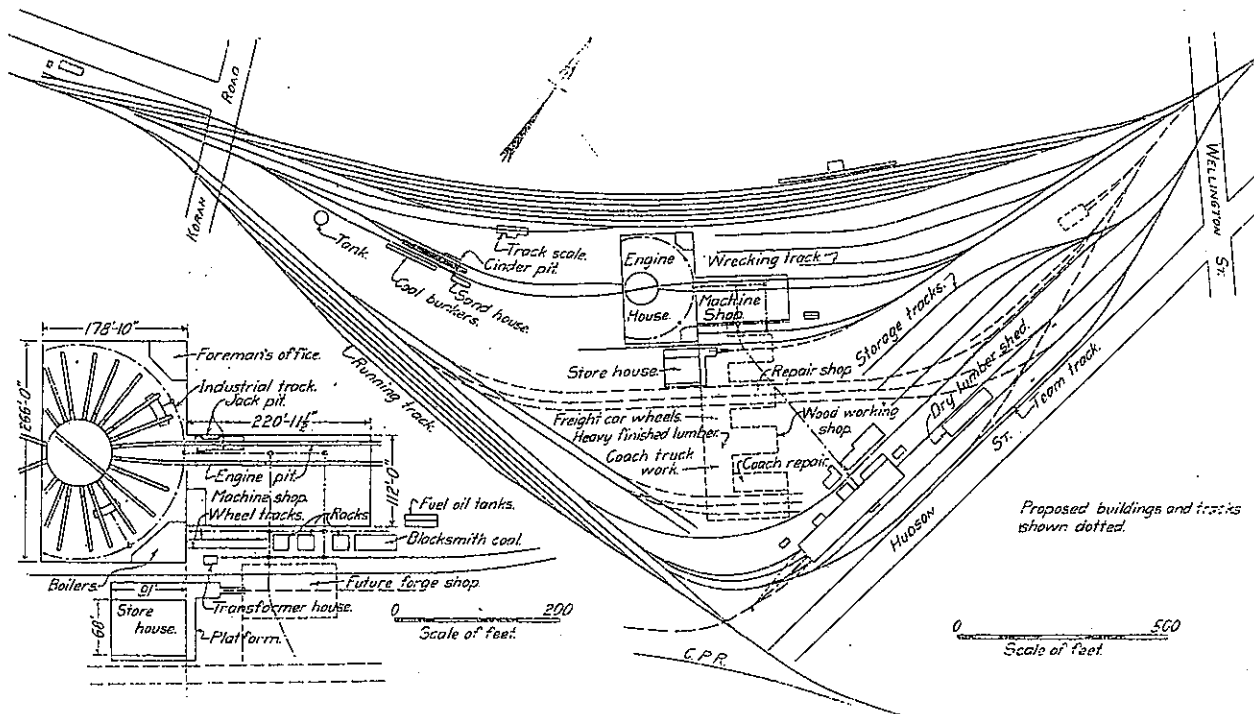 ROAD
KORAH
WELLINGTON
ST.
Tank.
Track scale.
Cinder pit.
Sand house.
Coal bunkers.
Engine
House.
Wrecking track
Machine
Shop.
Storage tracks.
Store house.
Repair shop
Dry lumber shed.
Team track.
Running track.
Freight car wheels.
Heavy finished lumber.
Wood working
shop.
Coach truck
work.
Coach repair.
HUDSON
ST.
Proposed buildings and tracks
shown dotted.
C.P.R.
0 500
Scale of feet.
178'-10"
Foreman's office.
266'-0"
Industrial track.
Jack pit.
220'-11½"
112'-0"
Engine pit.
Machine shop.
Wheel tracks.
Racks
Fuel oil tanks.
Blacksmith coal.
Boilers
91'
Future forge shop.
Transformer house.
Store
house.
60'
Platform.
0 200
Scale of feet